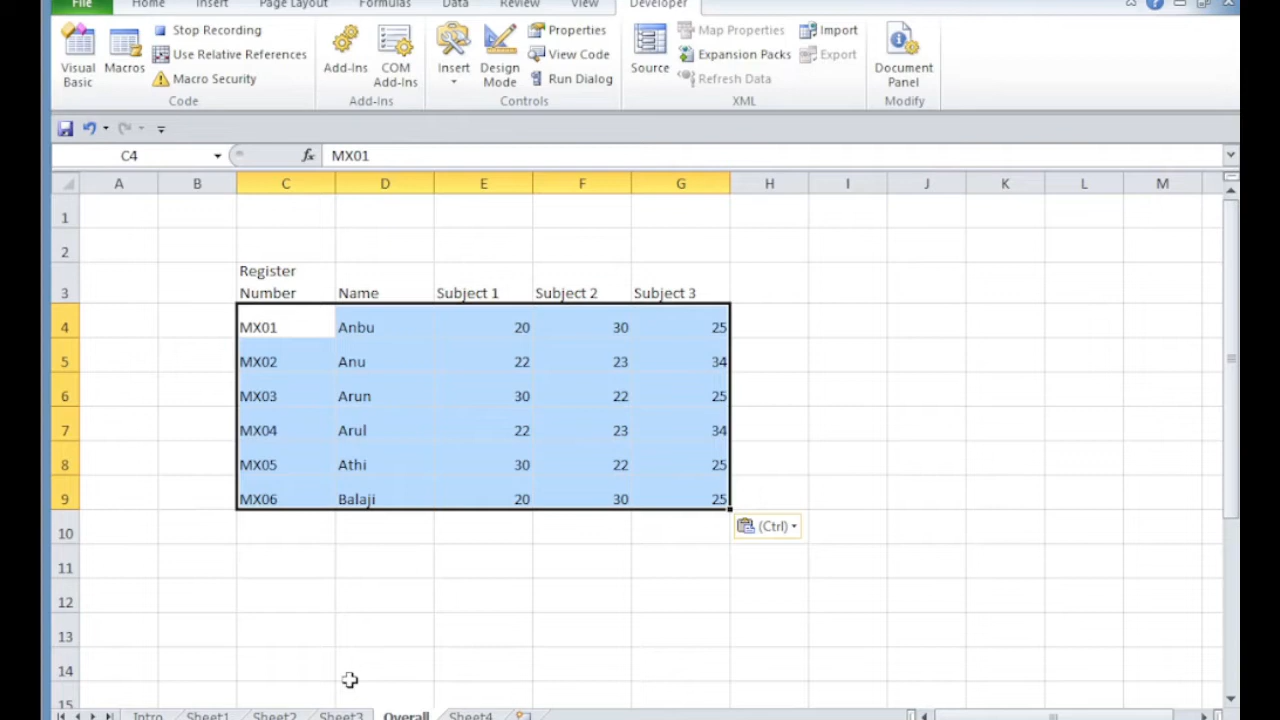 File Home Insert Page Layout Formulas Data Review View Developer
Visual Basic
Macros
Stop Recording
Use Relative References
Macro Security
Code
Add-Ins
COM Add-Ins
Add-Ins
Insert
Design Mode
Properties
View Code
Run Dialog
Controls
Source
Map Properties
Expansion Packs
Refresh Data
Import
Export
XML
Document Panel
Modify
C4 fx MX01
A B C D E F G H I J K L M
1
2
3 Register Number Name Subject 1 Subject 2 Subject 3
4 MX01 Anbu 20 30 25
5 MX02 Anu 22 23 34
6 MX03 Arun 30 22 25
7 MX04 Arul 22 23 34
8 MX05 Athi 30 22 25
9 MX06 Balaji 20 30 25
(Ctrl)
10
11
12
13
14
15
Intro Sheet1 Sheet2 Sheet3 Overall Sheet4